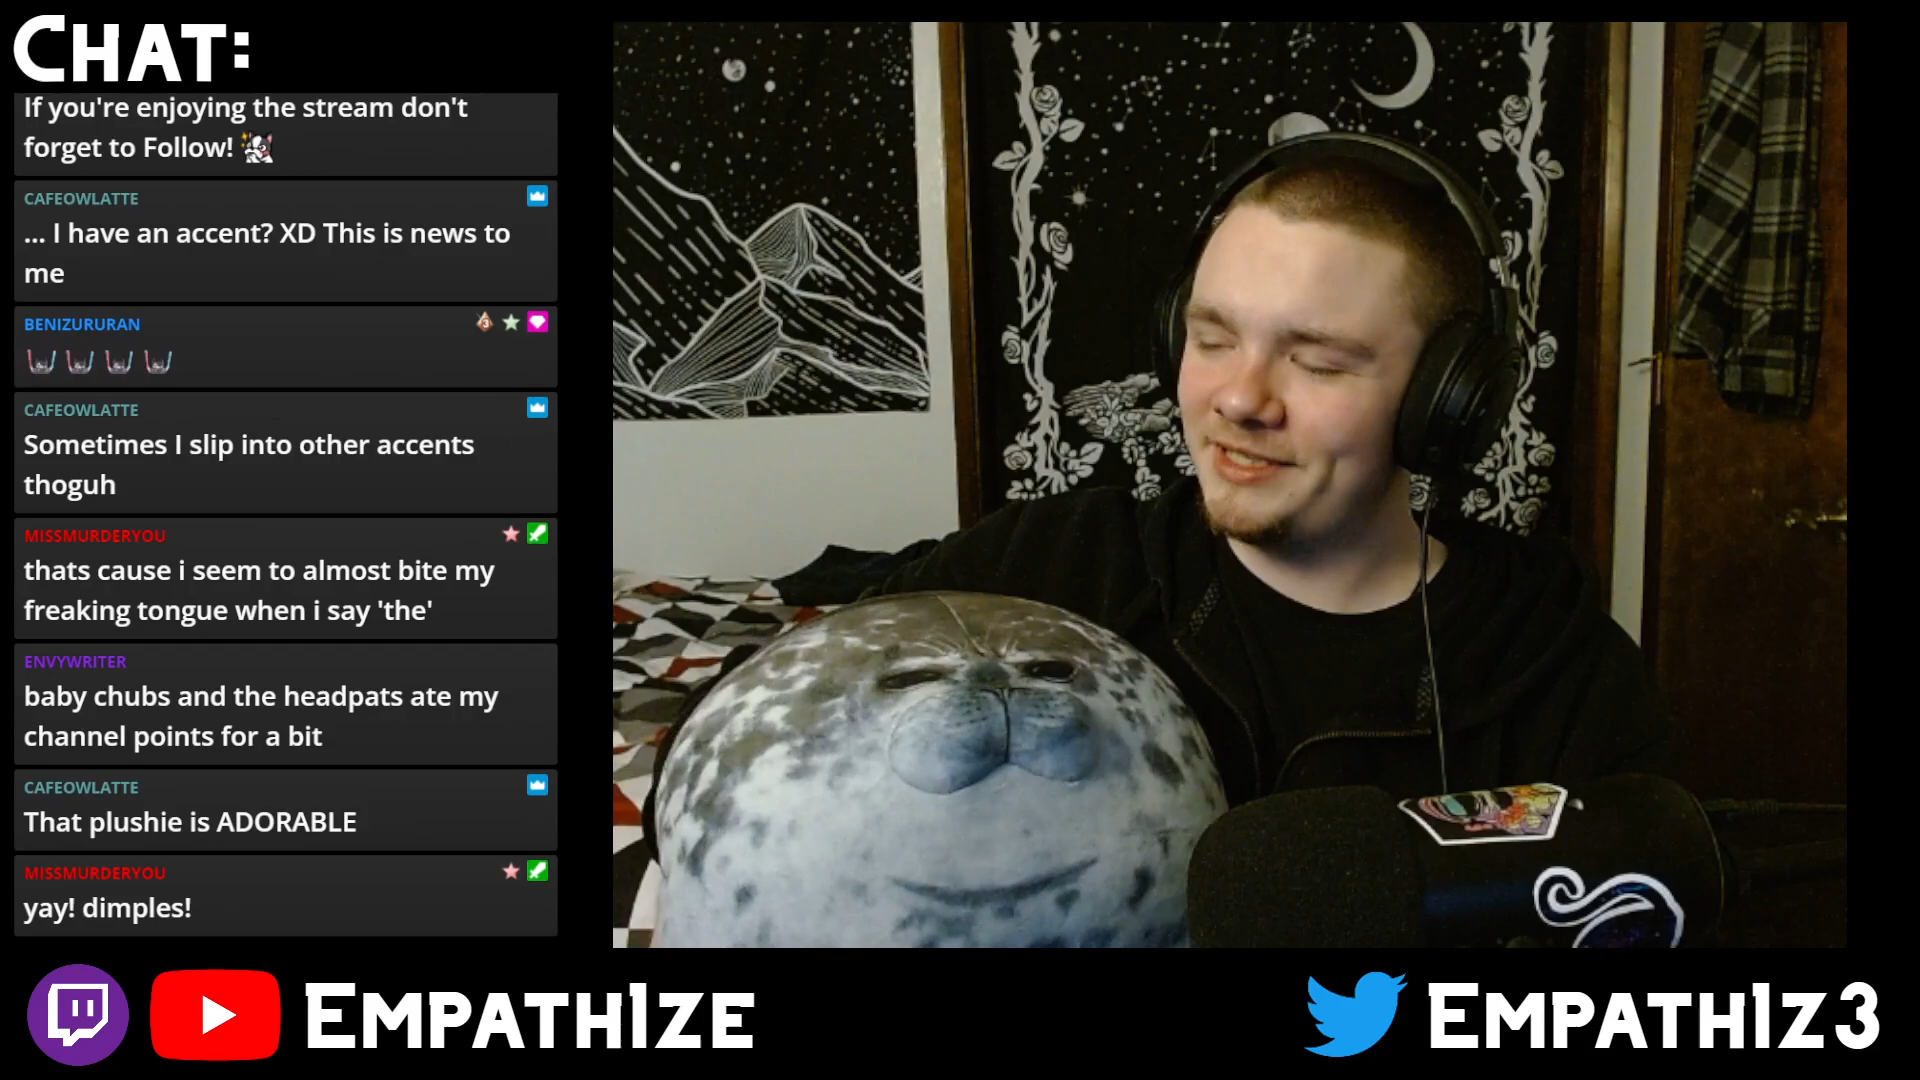 CHAT:
If you're enjoying the stream don't
forget to Follow!
CAFEOWLATTE
... I have an accent? XD This is news to
me
BENIZURURAN
3
CAFEOWLATTE
Sometimes I slip into other accents
thoguh
MISSMURDERYOU
thats cause i seem to almost bite my
freaking tongue when i say 'the'
ENVYWRITER
baby chubs and the headpats ate my
channel points for a bit
CAFEOWLATTE
That plushie is ADORABLE
MISSMURDERYOU
yay! dimples!
EMPATH1ZE
EMPATH1Z3